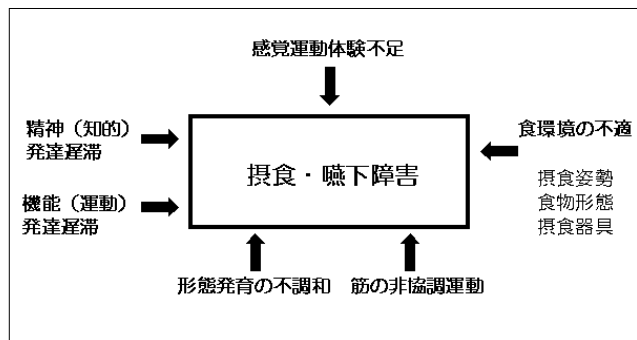 感覚運動体験不足
精神（知的）
発達遅滞
食環境の不適
摂食・嚥下障害
摂食姿勢
食物形態
摂食器具
機能（運動）
発達遅滞
形態発育の不調和
筋の非協調運動